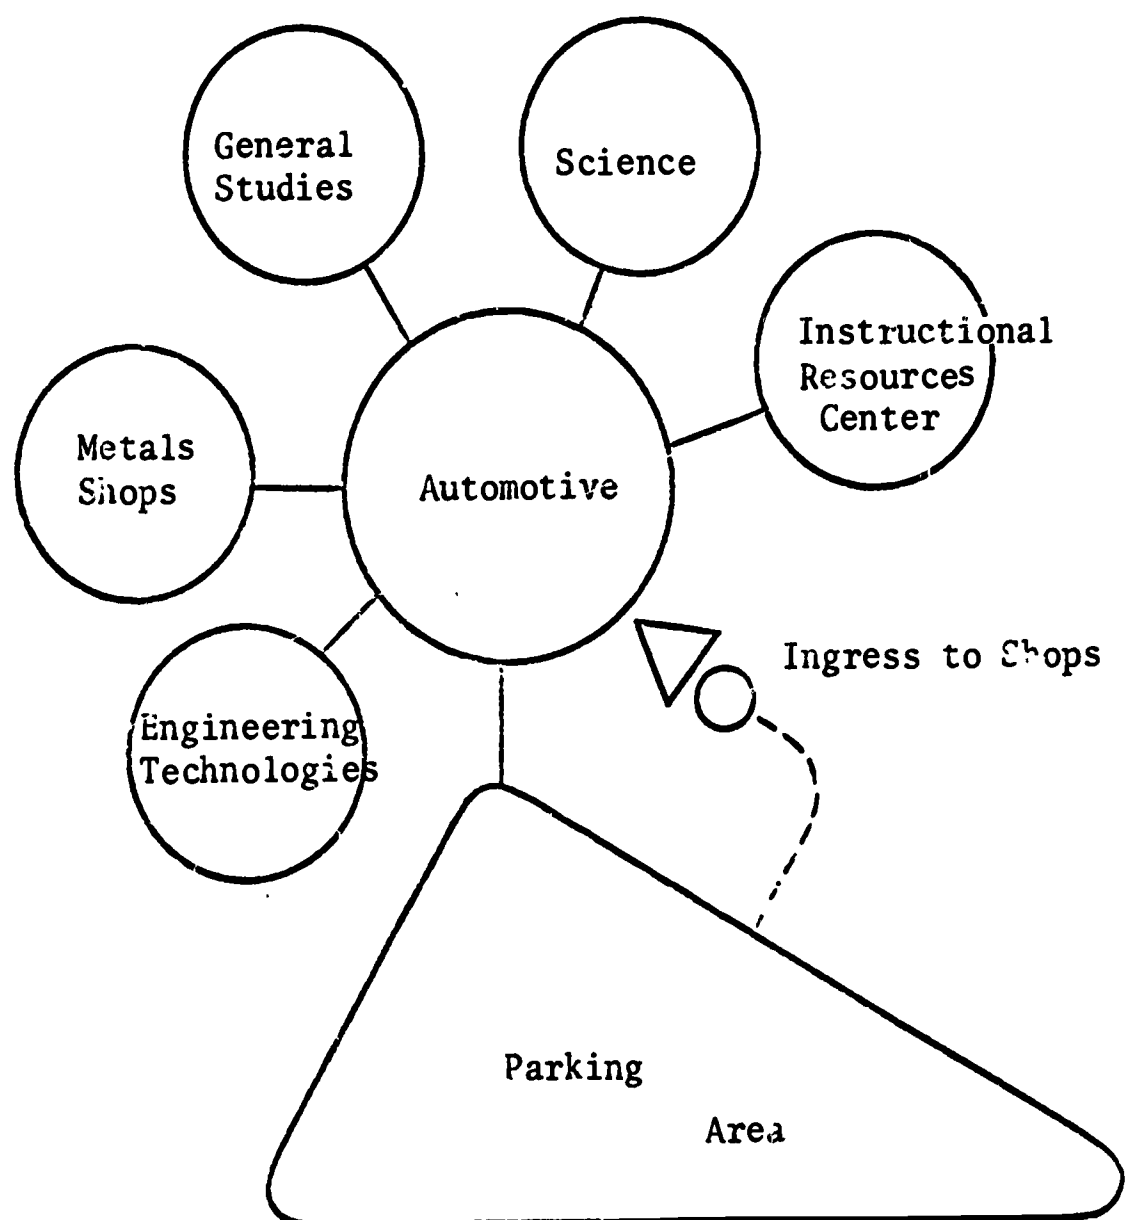 General
Studies
Science
Instructional
Resources
Center
Metals
Shops
Automotive
Ingress to Shops
Engineering
Technologies
Parking
Area